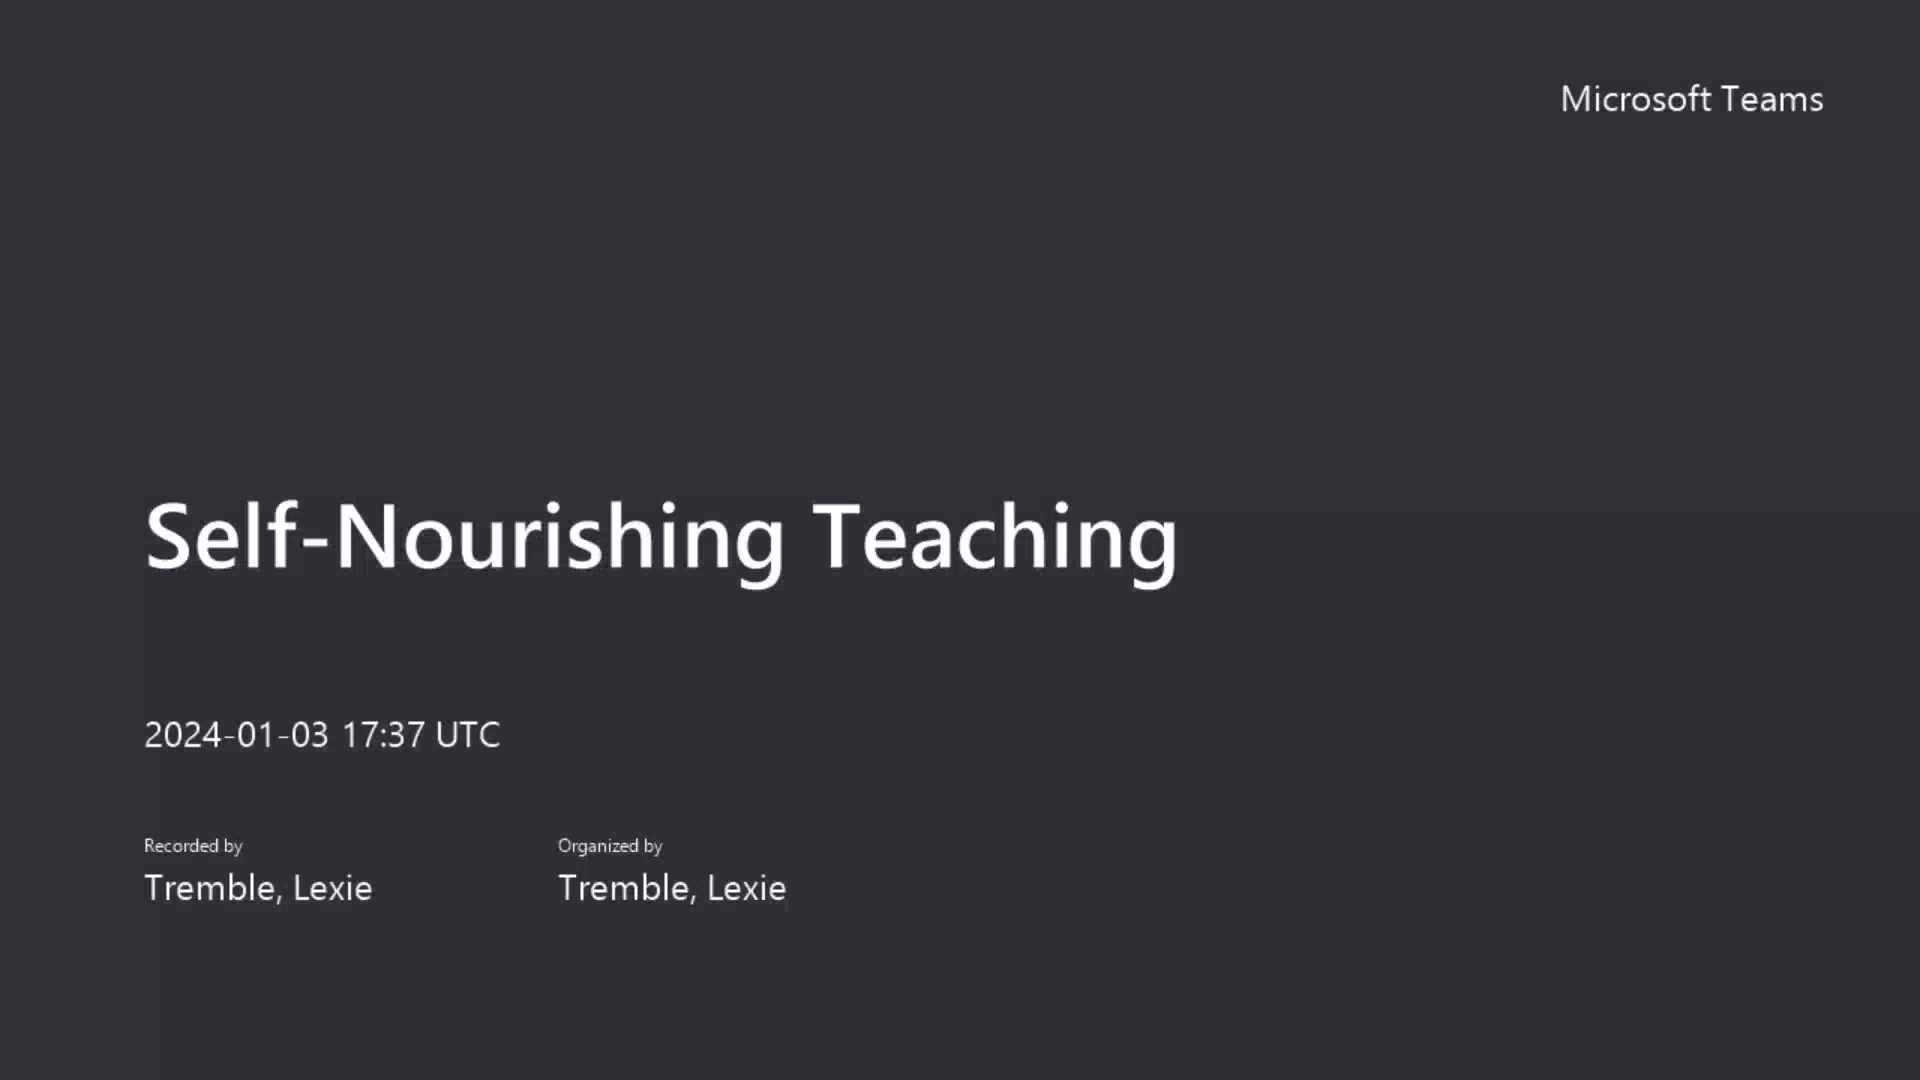 Microsoft Teams
Self-Nourishing Teaching
2024-01-03 17:37 UTC
Recorded by
Organized by
Tremble, Lexie
Tremble, Lexie